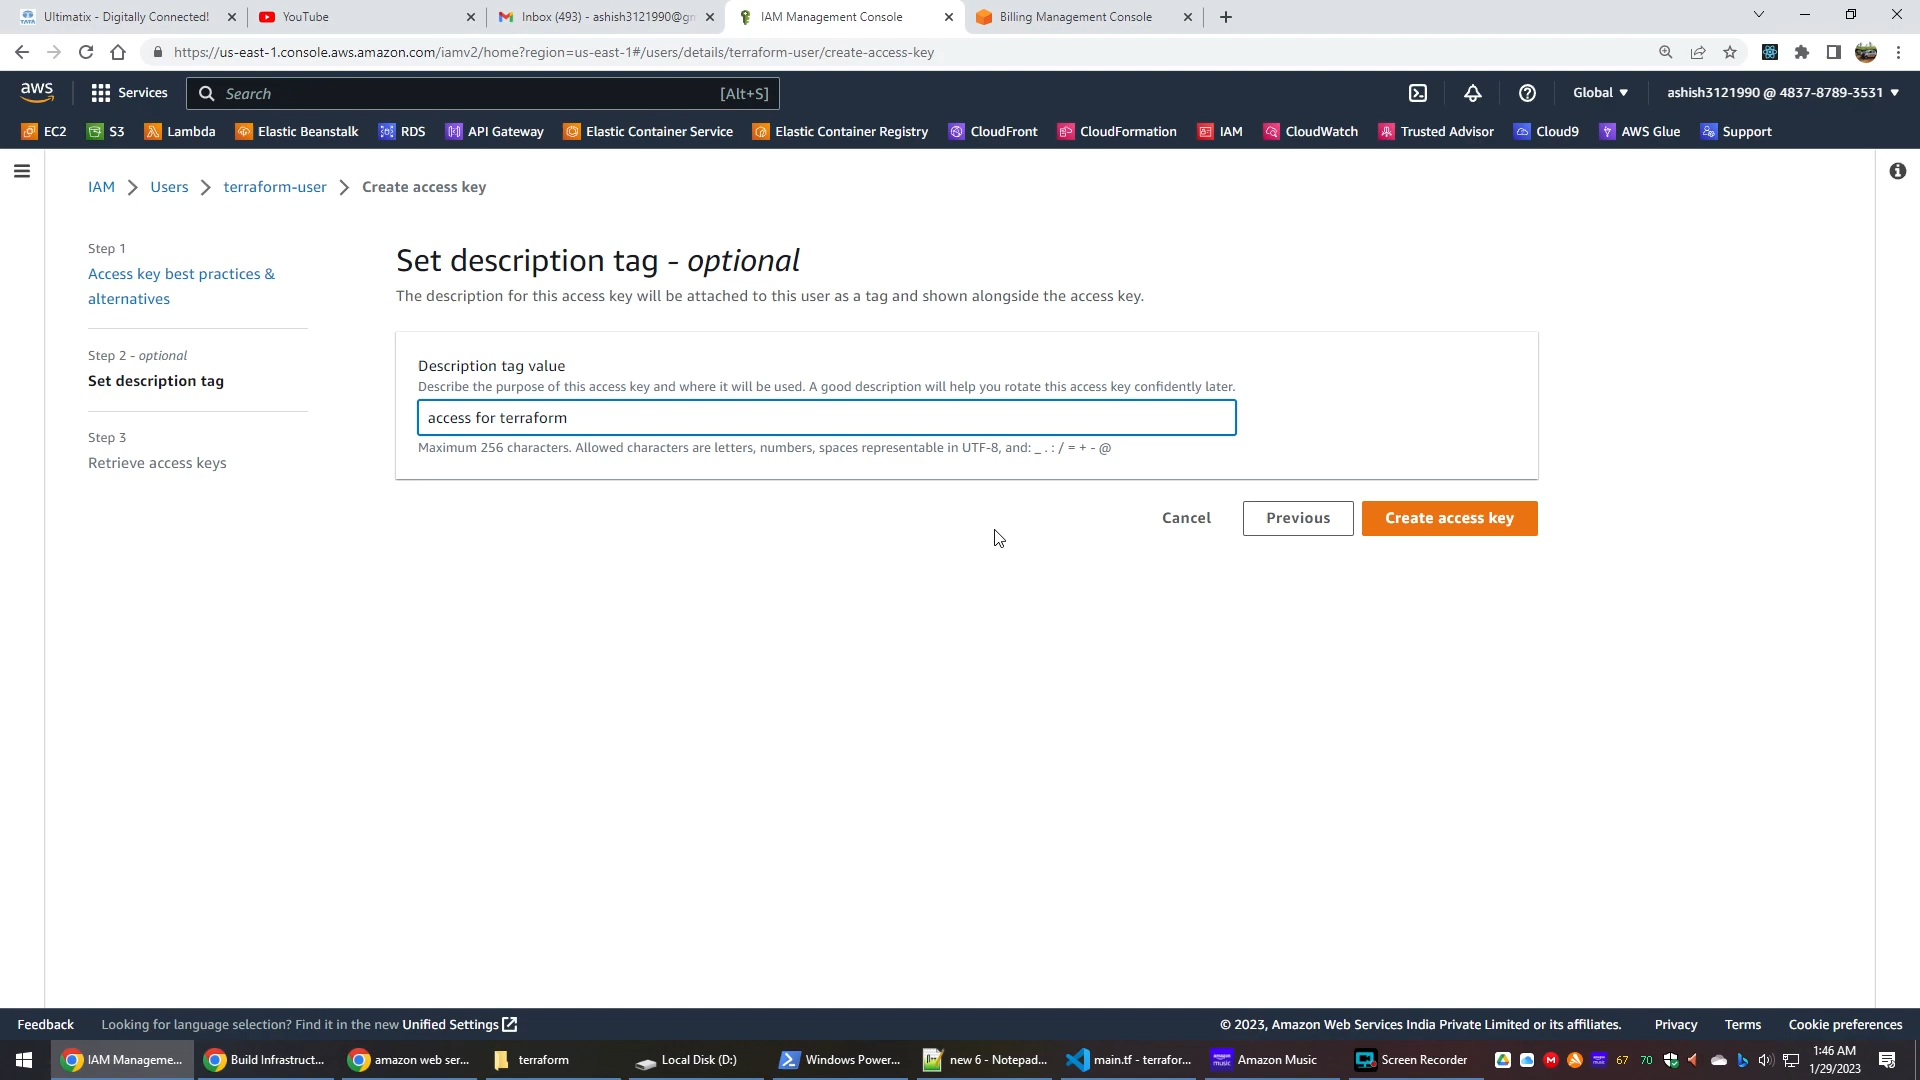 Ultimatix - Digitally Connected!
YouTube
Inbox (493) - ashish3121990@gm
IAM Management Console
Billing Management Console
https://us-east-1.console.aws.amazon.com/iamv2/home?region=us-east-1#/users/details/terraform-user/create-access-key
aws
Services
Search
[Alt+S]
Global
ashish3121990 @ 4837-8789-3531
EC2
S3
Lambda
Elastic Beanstalk
RDS
API Gateway
Elastic Container Service
Elastic Container Registry
CloudFront
CloudFormation
IAM
CloudWatch
Trusted Advisor
Cloud9
AWS Glue
Support
IAM
Users
terraform-user
Create access key
Step 1
Access key best practices &
alternatives
Step 2 - optional
Set description tag
Step 3
Retrieve access keys
Set description tag - optional
The description for this access key will be attached to this user as a tag and shown alongside the access key.
Description tag value
Describe the purpose of this access key and where it will be used. A good description will help you rotate this access key confidently later.
access for terraform
Maximum 256 characters. Allowed characters are letters, numbers, spaces representable in UTF-8, and: _ . : / = + - @
Cancel
Previous
Create access key
Feedback
Looking for language selection? Find it in the new Unified Settings
© 2023, Amazon Web Services India Private Limited or its affiliates.
Privacy
Terms
Cookie preferences
IAM Manageme...
Build Infrastruct...
amazon web ser...
terraform
Local Disk (D:)
Windows Power...
new 6 - Notepad...
main.tf - terrafor...
Amazon Music
Screen Recorder
67
70
1:46 AM
1/29/2023